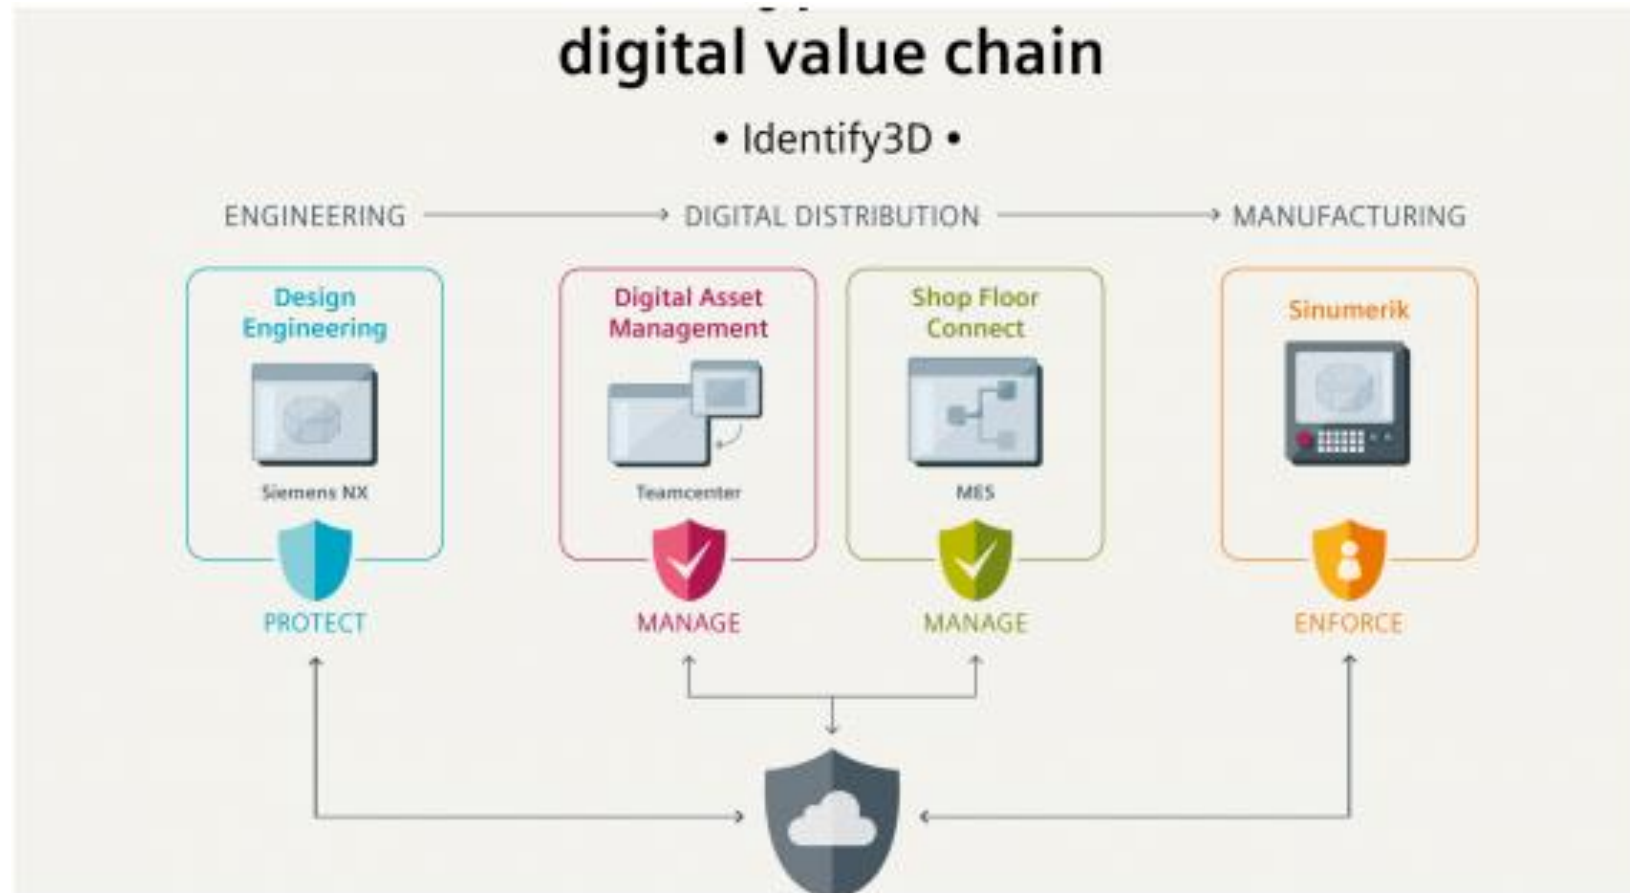 digital value chain
• Identify3D •
ENGINEERING
DIGITAL DISTRIBUTION
MANUFACTURING
Design
Engineering
Siemens NX
PROTECT
Digital Asset
Management
Teamcenter
MANAGE
Shop Floor
Connect
MES
MANAGE
Sinumerik
ENFORCE